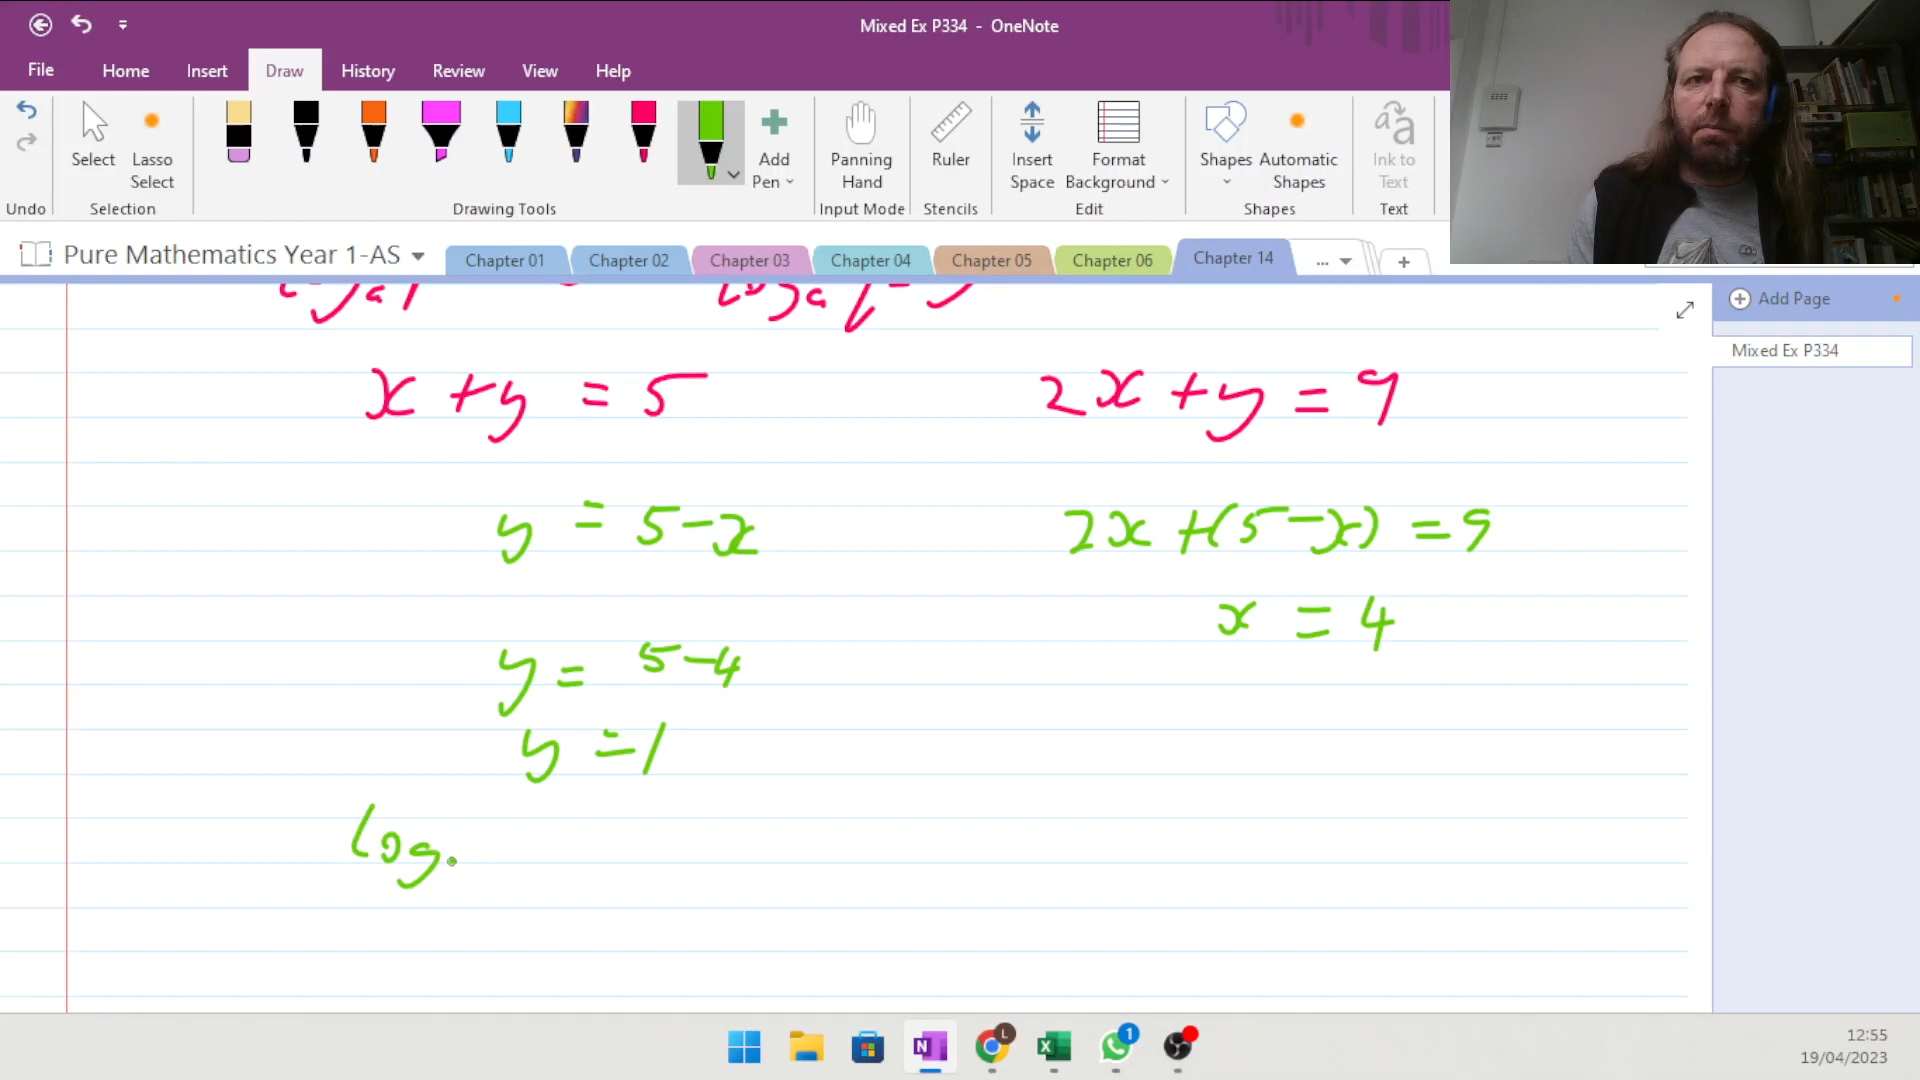 Mixed Ex P334 - OneNote
File Home Insert Draw History Review View Help
Select Lasso Select Add Pen Panning Hand Ruler Insert Space Format Background Shapes Automatic Shapes Ink to Text
Undo Selection Drawing Tools Input Mode Stencils Edit Shapes Text
Pure Mathematics Year 1-AS Chapter 01 Chapter 02 Chapter 03 Chapter 04 Chapter 05 Chapter 06 Chapter 14 ... +
Add Page
Mixed Ex P334
x + y = 5 2x + y = 9
y = 5 - x 2x + (5 - x) = 9
x = 4
y = 5 - 4
y = 1
log
L 1
12:55
19/04/2023